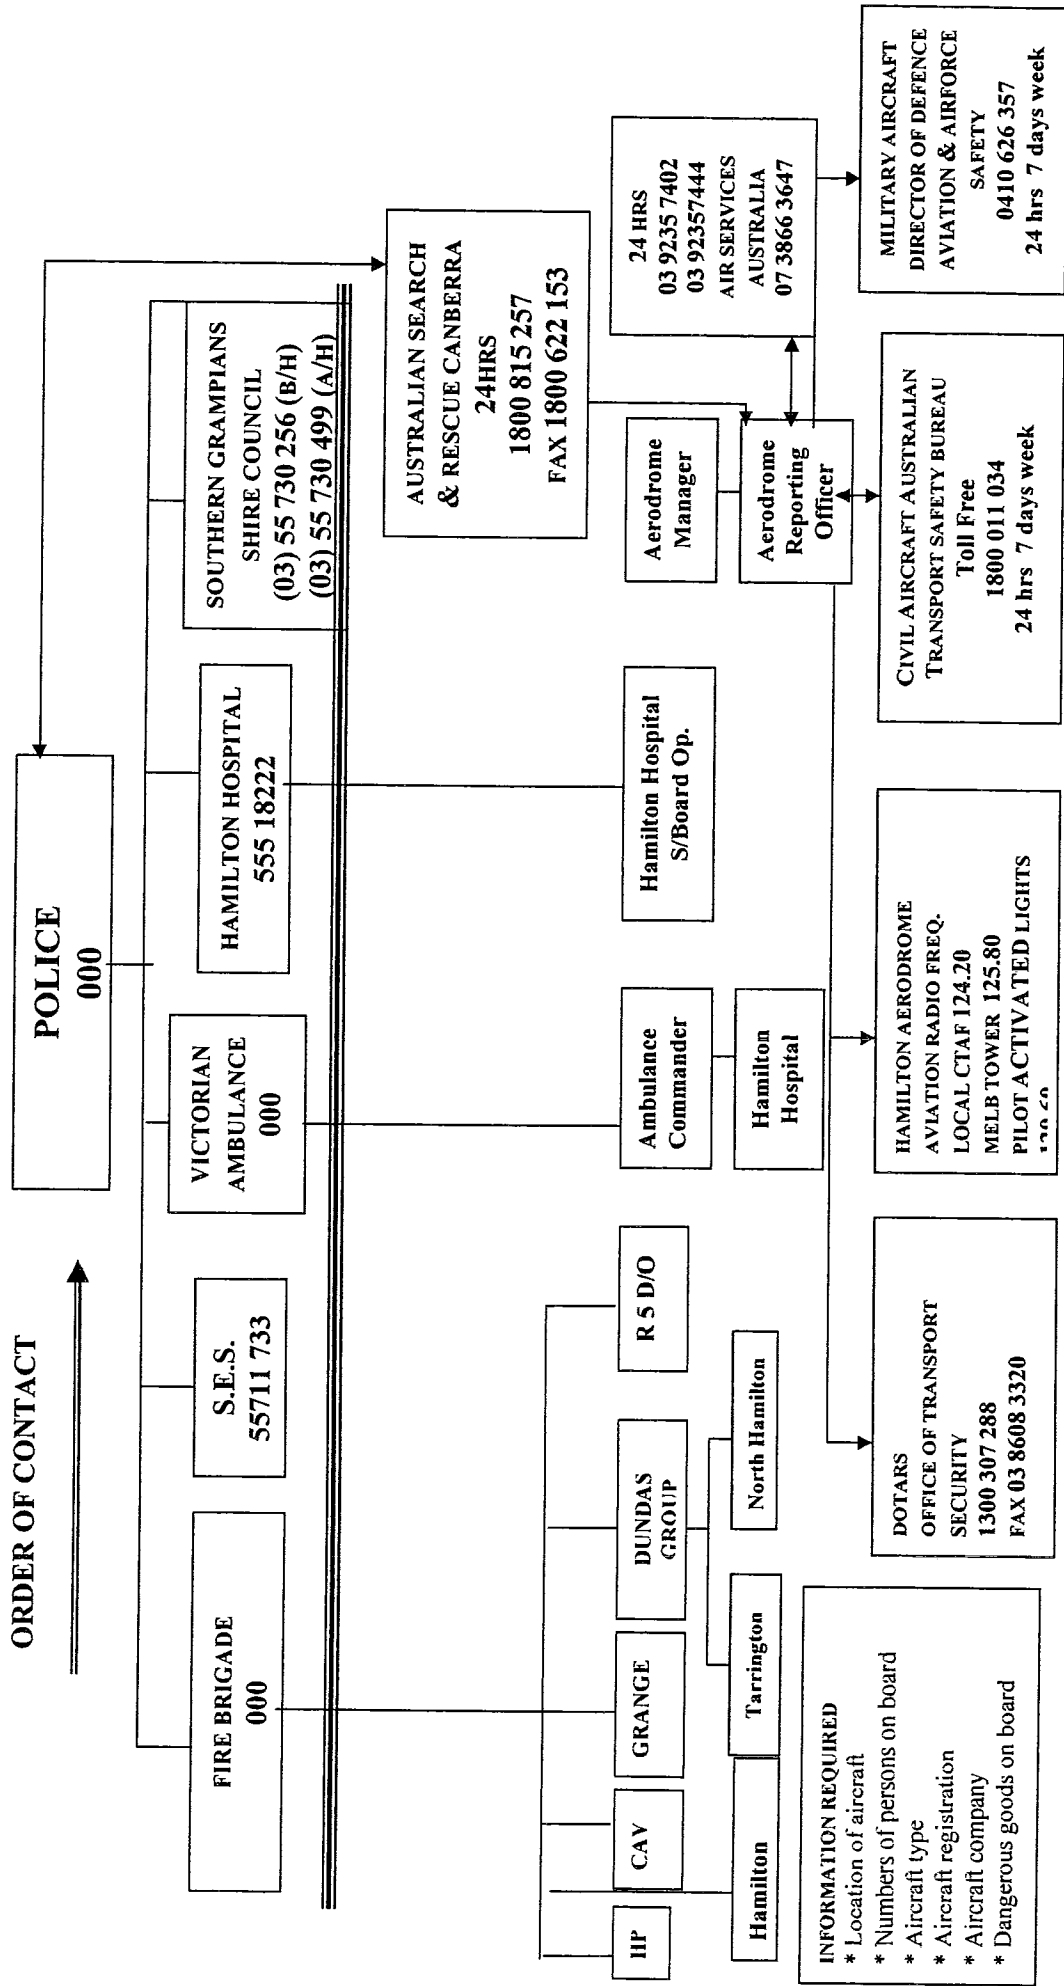 ORDER OF CONTACT
POLICE
000
FIRE BRIGADE
000
S.E.S.
55711 733
VICTORIAN
AMBULANCE
000
HAMILTON HOSPITAL
555 18222
SOUTHERN GRAMPIANS
SHIRE COUNCIL
(03) 55 730 256 (B/H)
(03) 55 730 499 (A/H)
AUSTRALIAN SEARCH
& RESCUE CANBERRA
24HRS
1800 815 257
FAX 1800 622 153
HP
CAV
GRANGE
DUNDAS
GROUP
R 5 D/O
Ambulance
Commander
Hamilton Hospital
S/Board Op.
Aerodrome
Manager
24 HRS
03 9235 7402
03 92357444
AIR SERVICES
AUSTRALIA
07 3866 3647
Hamilton
Tarrington
North Hamilton
Hamilton
Hospital
Aerodrome
Reporting
Officer
INFORMATION REQUIRED
* Location of aircraft
* Numbers of persons on board
* Aircraft type
* Aircraft registration
* Aircraft company
* Dangerous goods on board
DOTARS
OFFICE OF TRANSPORT
SECURITY
1300 307 288
FAX 03 8608 3320
HAMILTON AERODROME
AVIATION RADIO FREQ.
LOCAL CTAF 124.20
MELB TOWER 125.80
PILOT ACTIVATED LIGHTS
CIVIL AIRCRAFT AUSTRALIAN
TRANSPORT SAFETY BUREAU
Toll Free
1800 011 034
24 hrs 7 days week
MILITARY AIRCRAFT
DIRECTOR OF DEFENCE
AVIATION & AIRFORCE
SAFETY
0410 626 357
24 hrs 7 days week